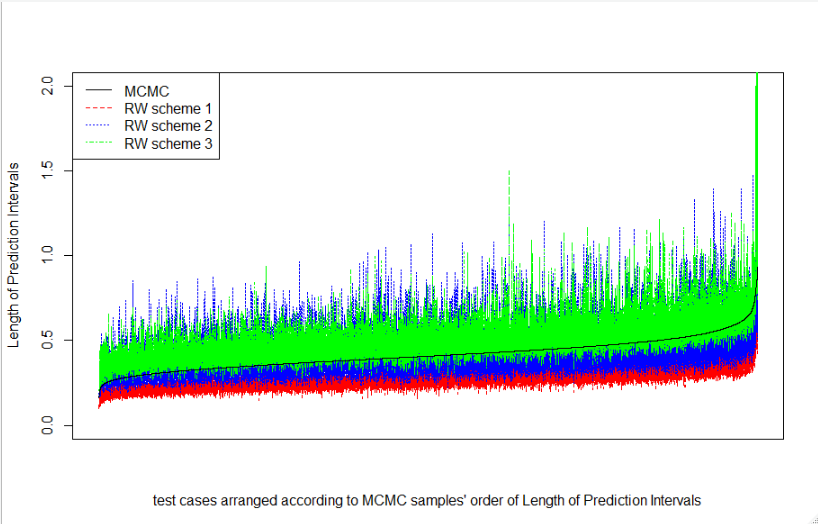 2.0
1.5
1.0
0.5
0.0
Length of Prediction Intervals
MCMC
RW scheme 1
RW scheme 2
RW scheme 3
test cases arranged according to MCMC samples' order of Length of Prediction Intervals